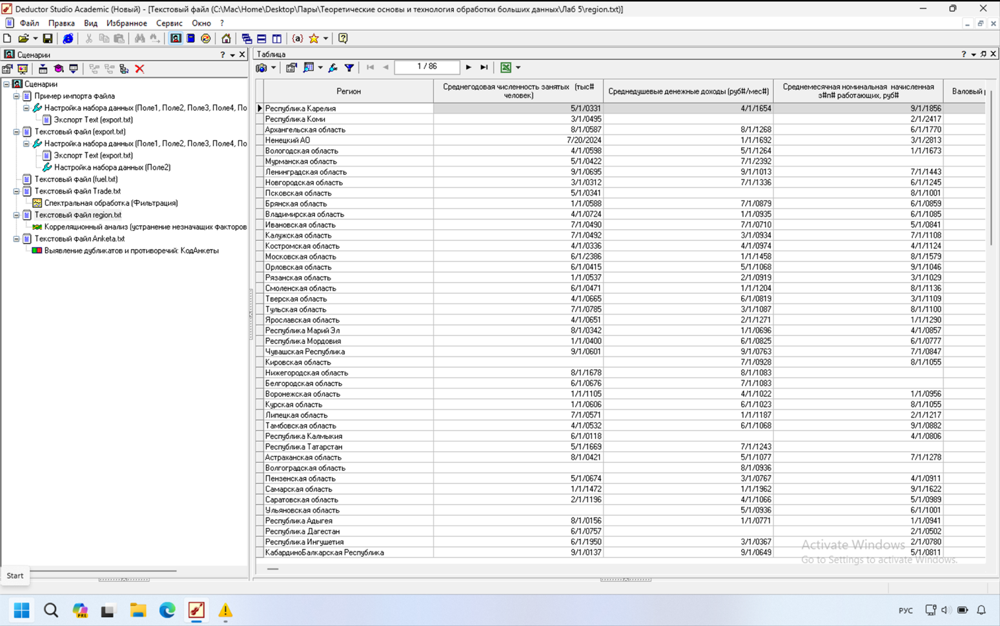 Deductor Studio Academic (Новый) - [Текстовый файл (C:\Mac\Home\Desktop\Пары\Теоретические основы и технология обработки больших данных\Лаб 5\region.txt)]
Файл Правка Вид Избранное Сервис Окно ?
Сценарии
Сценарии
Пример импорта файла
Настройка набора данных (Поле1, Поле2, Поле3, Поле4, По
Экспорт Text (export.txt)
Текстовый файл (export.txt)
Настройка набора данных (Поле1, Поле2, Поле3, Поле4, По
Экспорт Text (export.txt)
Настройка набора данных (Поле2)
Текстовый файл (fuel.txt)
Текстовый файл Trade.txt
Спектральная обработка (Фильтрация)
Текстовый файл region.txt
Корреляционный анализ (устранение незначащих факторов
Текстовый файл Anketa.txt
Выявление дубликатов и противоречий: КодАнкеты
Таблица
1 / 86
Регион Среднегодовая численность занятых (тыс# человек) Среднедушевые денежные доходы (руб#/мес#) Среднемесячная номинальная начисленная з#п# работающих, руб# Валовый
Республика Карелия 5/1/0331 4/1/1654 9/1/1856
Республика Коми 3/1/0495 2/1/2417
Архангельская область 8/1/0587 8/1/1268 6/1/1770
Ненецкий АО 7/20/2024 1/1/1692 3/1/2813
Вологодская область 4/1/0598 5/1/1264 1/1/1673
Мурманская область 5/1/0422 7/1/2392
Ленинградская область 9/1/0695 9/1/1013 7/1/1443
Новгородская область 3/1/0312 7/1/1336 6/1/1245
Псковская область 5/1/0341 8/1/1001
Брянская область 1/1/0588 7/1/0879 6/1/0859
Владимирская область 4/1/0724 1/1/0935 6/1/1085
Ивановская область 7/1/0490 7/1/0710 5/1/0841
Калужская область 7/1/0492 3/1/0934 7/1/1108
Костромская область 4/1/0336 4/1/0974 4/1/1124
Московская область 6/1/2386 1/1/1458 8/1/1579
Орловская область 6/1/0415 5/1/1068 9/1/1046
Рязанская область 1/1/0537 2/1/0919 3/1/1029
Смоленская область 6/1/0471 1/1/1204 8/1/1136
Тверская область 4/1/0665 6/1/0819 3/1/1109
Тульская область 7/1/0785 3/1/1087 8/1/1100
Ярославская область 4/1/0651 2/1/1271 1/1/1290
Республика Марий Эл 8/1/0342 1/1/0696 4/1/0857
Республика Мордовия 1/1/0400 6/1/0825 6/1/0777
Чувашская Республика 9/1/0601 9/1/0763 7/1/0847
Кировская область 7/1/0928 8/1/1055
Нижегородская область 8/1/1678 8/1/1083
Белгородская область 6/1/0676 7/1/1083
Воронежская область 1/1/1105 4/1/1022 1/1/0956
Курская область 1/1/0606 6/1/1023 8/1/1055
Липецкая область 7/1/0571 1/1/1187 2/1/1217
Тамбовская область 4/1/0532 6/1/1068 9/1/0882
Республика Калмыкия 6/1/0118 4/1/0806
Республика Татарстан 5/1/1669 7/1/1243
Астраханская область 8/1/0421 5/1/1077 7/1/1278
Волгоградская область 8/1/0936
Пензенская область 5/1/0674 3/1/0767 4/1/0911
Самарская область 1/1/1472 1/1/1962 9/1/1622
Саратовская область 2/1/1196 4/1/1066 5/1/0989
Ульяновская область 5/1/0936 6/1/1001
Республика Адыгея 8/1/0156 1/1/0771 1/1/0941
Республика Дагестан 6/1/0757 2/1/0502
Республика Ингушетия 6/1/1950 3/1/0367 2/1/0780
КабардиноБалкарская Республика 9/1/0137 9/1/0649 5/1/0811
Activate Windows
Go to Settings to activate Windows.
Start
РУС